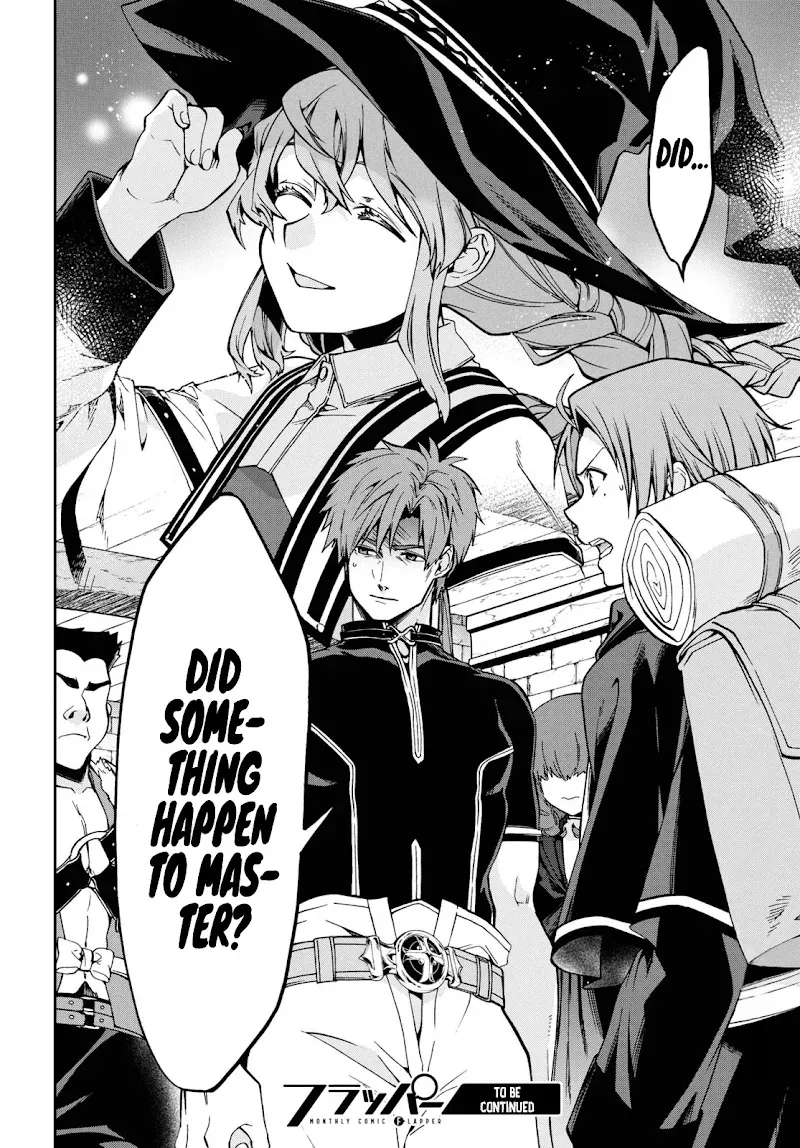 DID...
DID
SOME-
THING
HAPPEN
TO MAS-
TER?
フラッパー
MONTHLY COMIC FLAPPER
TO BE
CONTINUED